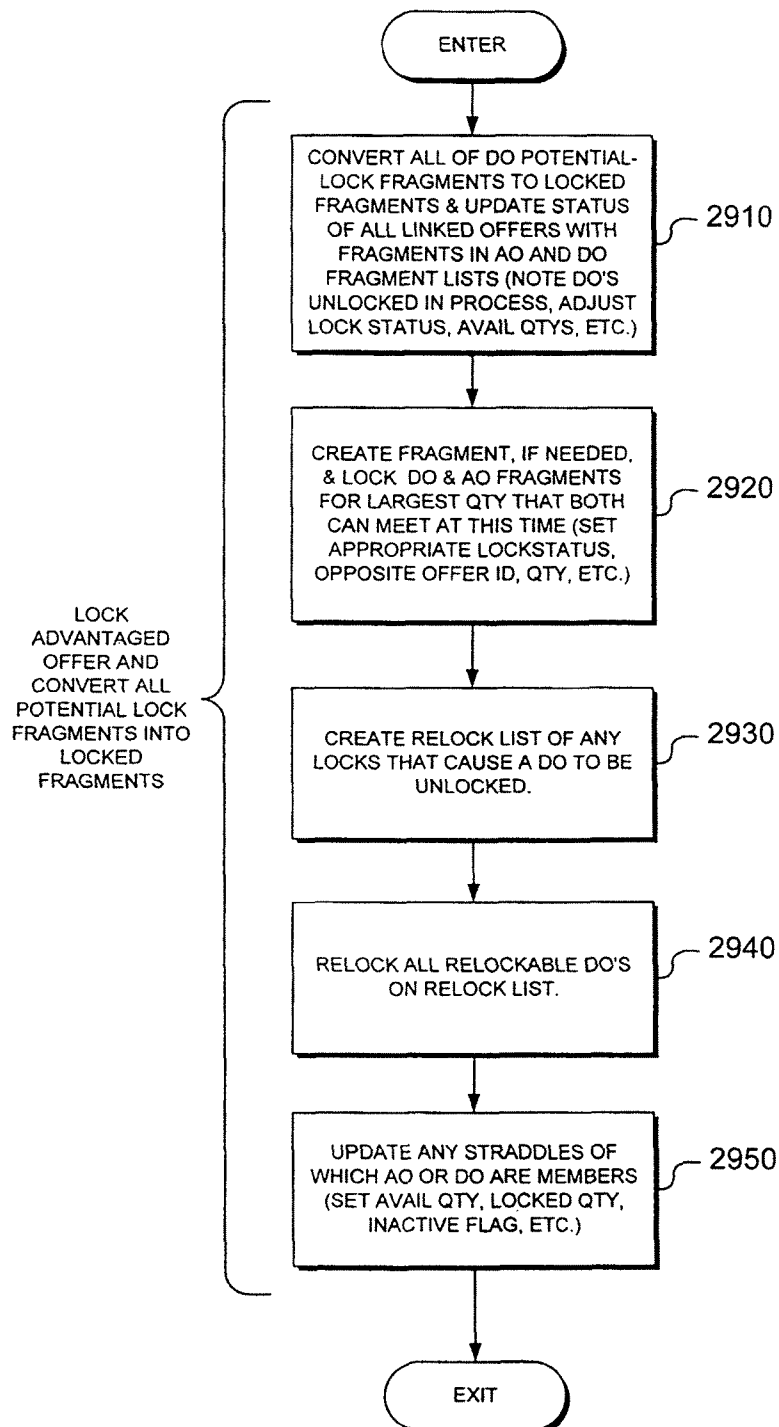 ENTER
CONVERT ALL OF DO POTENTIAL-
LOCK FRAGMENTS TO LOCKED
FRAGMENTS & UPDATE STATUS
OF ALL LINKED OFFERS WITH
FRAGMENTS IN AO AND DO
FRAGMENT LISTS (NOTE DO'S
UNLOCKED IN PROCESS, ADJUST
LOCK STATUS, AVAIL QTYS, ETC.)
2910
CREATE FRAGMENT, IF NEEDED,
& LOCK DO & AO FRAGMENTS
FOR LARGEST QTY THAT BOTH
CAN MEET AT THIS TIME (SET
APPROPRIATE LOCKSTATUS,
OPPOSITE OFFER ID, QTY, ETC.)
2920
LOCK
ADVANTAGED
OFFER AND
CONVERT ALL
POTENTIAL LOCK
FRAGMENTS INTO
LOCKED
FRAGMENTS
CREATE RELOCK LIST OF ANY
LOCKS THAT CAUSE A DO TO BE
UNLOCKED.
2930
RELOCK ALL RELOCKABLE DO'S
ON RELOCK LIST.
2940
UPDATE ANY STRADDLES OF
WHICH AO OR DO ARE MEMBERS
(SET AVAIL QTY, LOCKED QTY,
INACTIVE FLAG, ETC.)
2950
EXIT